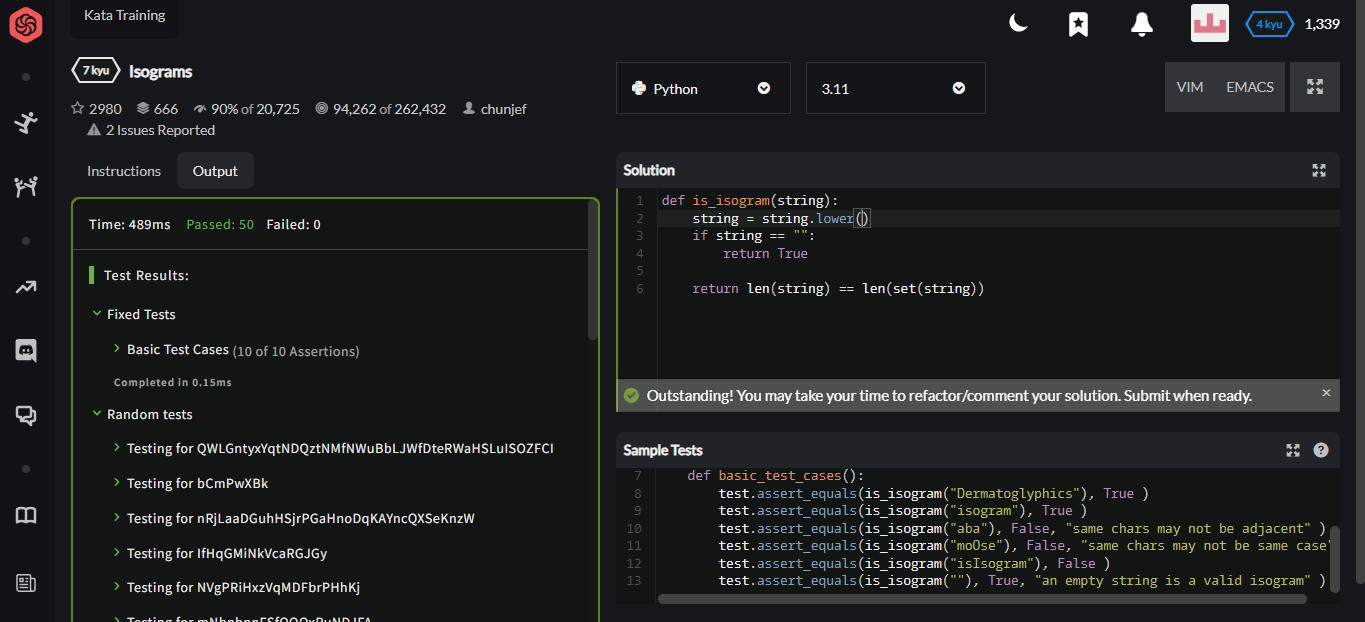 Kata Training
4 kyu 1,339
7 kyu Isograms
2980 666 90% of 20,725 94,262 of 262,432 chunjef
2 Issues Reported
Instructions Output
Time: 489ms Passed: 50 Failed: 0
Test Results:
Fixed Tests
Basic Test Cases (10 of 10 Assertions)
Completed in 0.15ms
Random tests
Testing for QWLGntyxYqtNDQztNMfNWuBbLJWfDteRWaHSLuISOZFCI
Testing for bCmPwXBk
Testing for nRjLaaDGuhHSjrPGaHnoDqKAYncQXSeKnzW
Testing for IfHqGMiNkVcaRGJGy
Testing for NVgPRiHxzVqMDFbrPHhKj
Testing for
Python 3.11 VIM EMACS
Solution
1 def is_isogram(string):
2 string = string.lower()
3 if string == "":
4 return True
5
6 return len(string) == len(set(string))
Outstanding! You may take your time to refactor/comment your solution. Submit when ready. ×
Sample Tests ?
7 def basic_test_cases():
8 test.assert_equals(is_isogram("Dermatoglyphics"), True )
9 test.assert_equals(is_isogram("isogram"), True )
10 test.assert_equals(is_isogram("aba"), False, "same chars may not be adjacent" )
11 test.assert_equals(is_isogram("moOse"), False, "same chars may not be same case"
12 test.assert_equals(is_isogram("isIsogram"), False )
13 test.assert_equals(is_isogram(""), True, "an empty string is a valid isogram" )